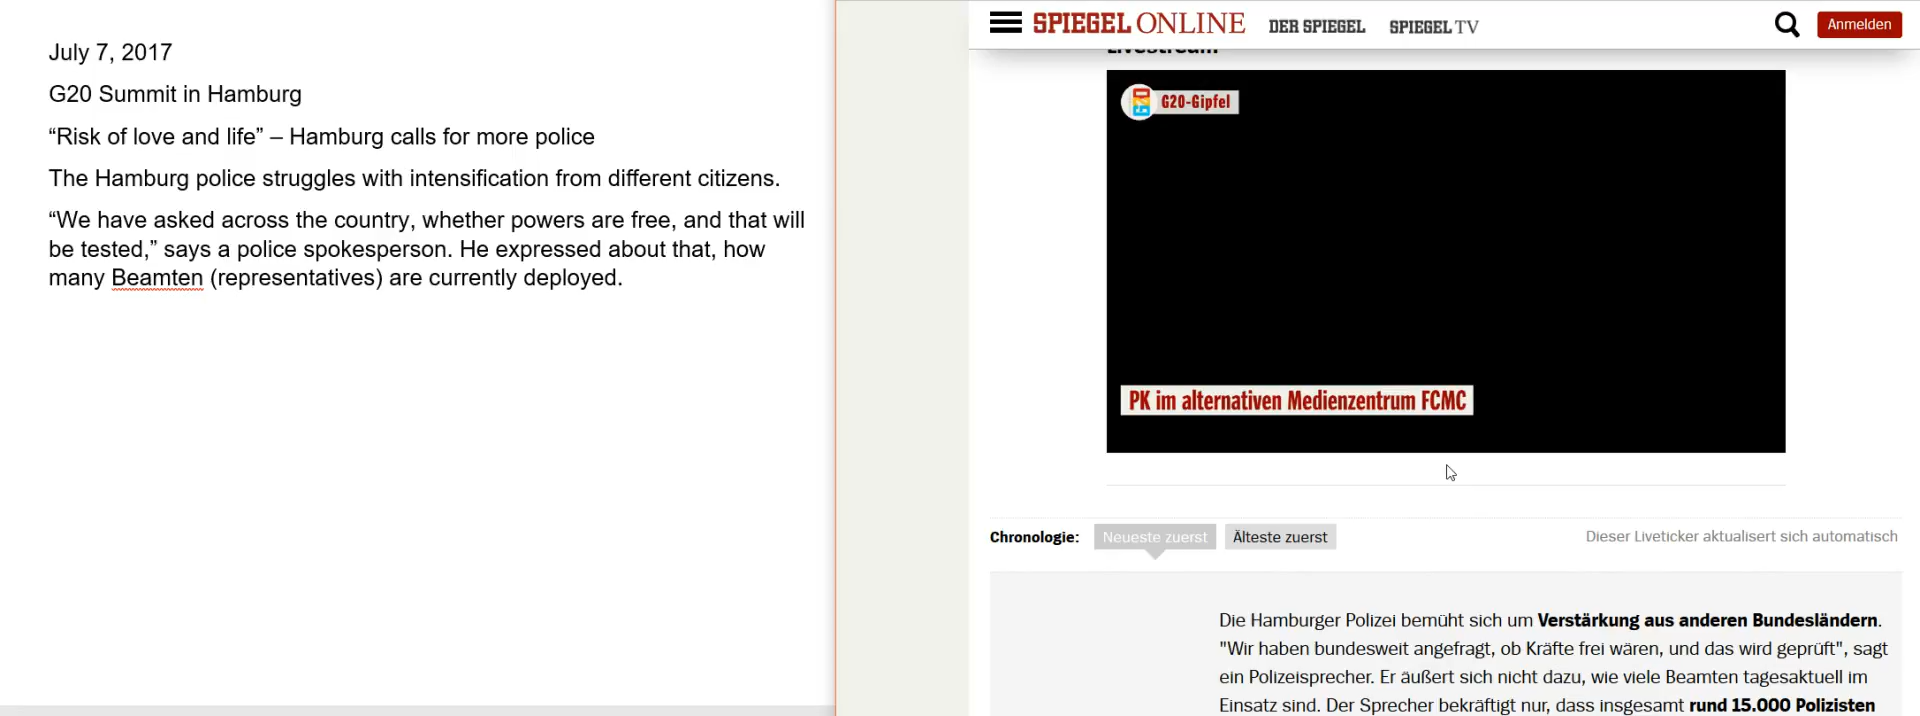 July 7, 2017
G20 Summit in Hamburg
“Risk of love and life” – Hamburg calls for more police
The Hamburg police struggles with intensification from different citizens.
“We have asked across the country, whether powers are free, and that will
be tested,” says a police spokesperson. He expressed about that, how
many Beamten (representatives) are currently deployed.
SPIEGEL ONLINE DER SPIEGEL SPIEGEL TV Anmelden
Livestream
G20 G20-Gipfel
PK im alternativen Medienzentrum FCMC
Chronologie: Neueste zuerst Älteste zuerst Dieser Liveticker aktualisert sich automatisch
Die Hamburger Polizei bemüht sich um Verstärkung aus anderen Bundesländern.
"Wir haben bundesweit angefragt, ob Kräfte frei wären, und das wird geprüft", sagt
ein Polizeisprecher. Er äußert sich nicht dazu, wie viele Beamten tagesaktuell im
Einsatz sind. Der Sprecher bekräftigt nur, dass insgesamt rund 15.000 Polizisten